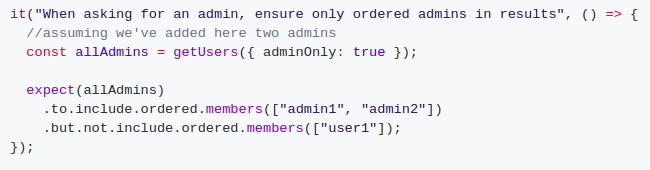 it("When asking for an admin, ensure only ordered admins in results", () => {
  //assuming we've added here two admins
  const allAdmins = getUsers({ adminOnly: true });

  expect(allAdmins)
    .to.include.ordered.members(["admin1", "admin2"])
    .but.not.include.ordered.members(["user1"]);
});